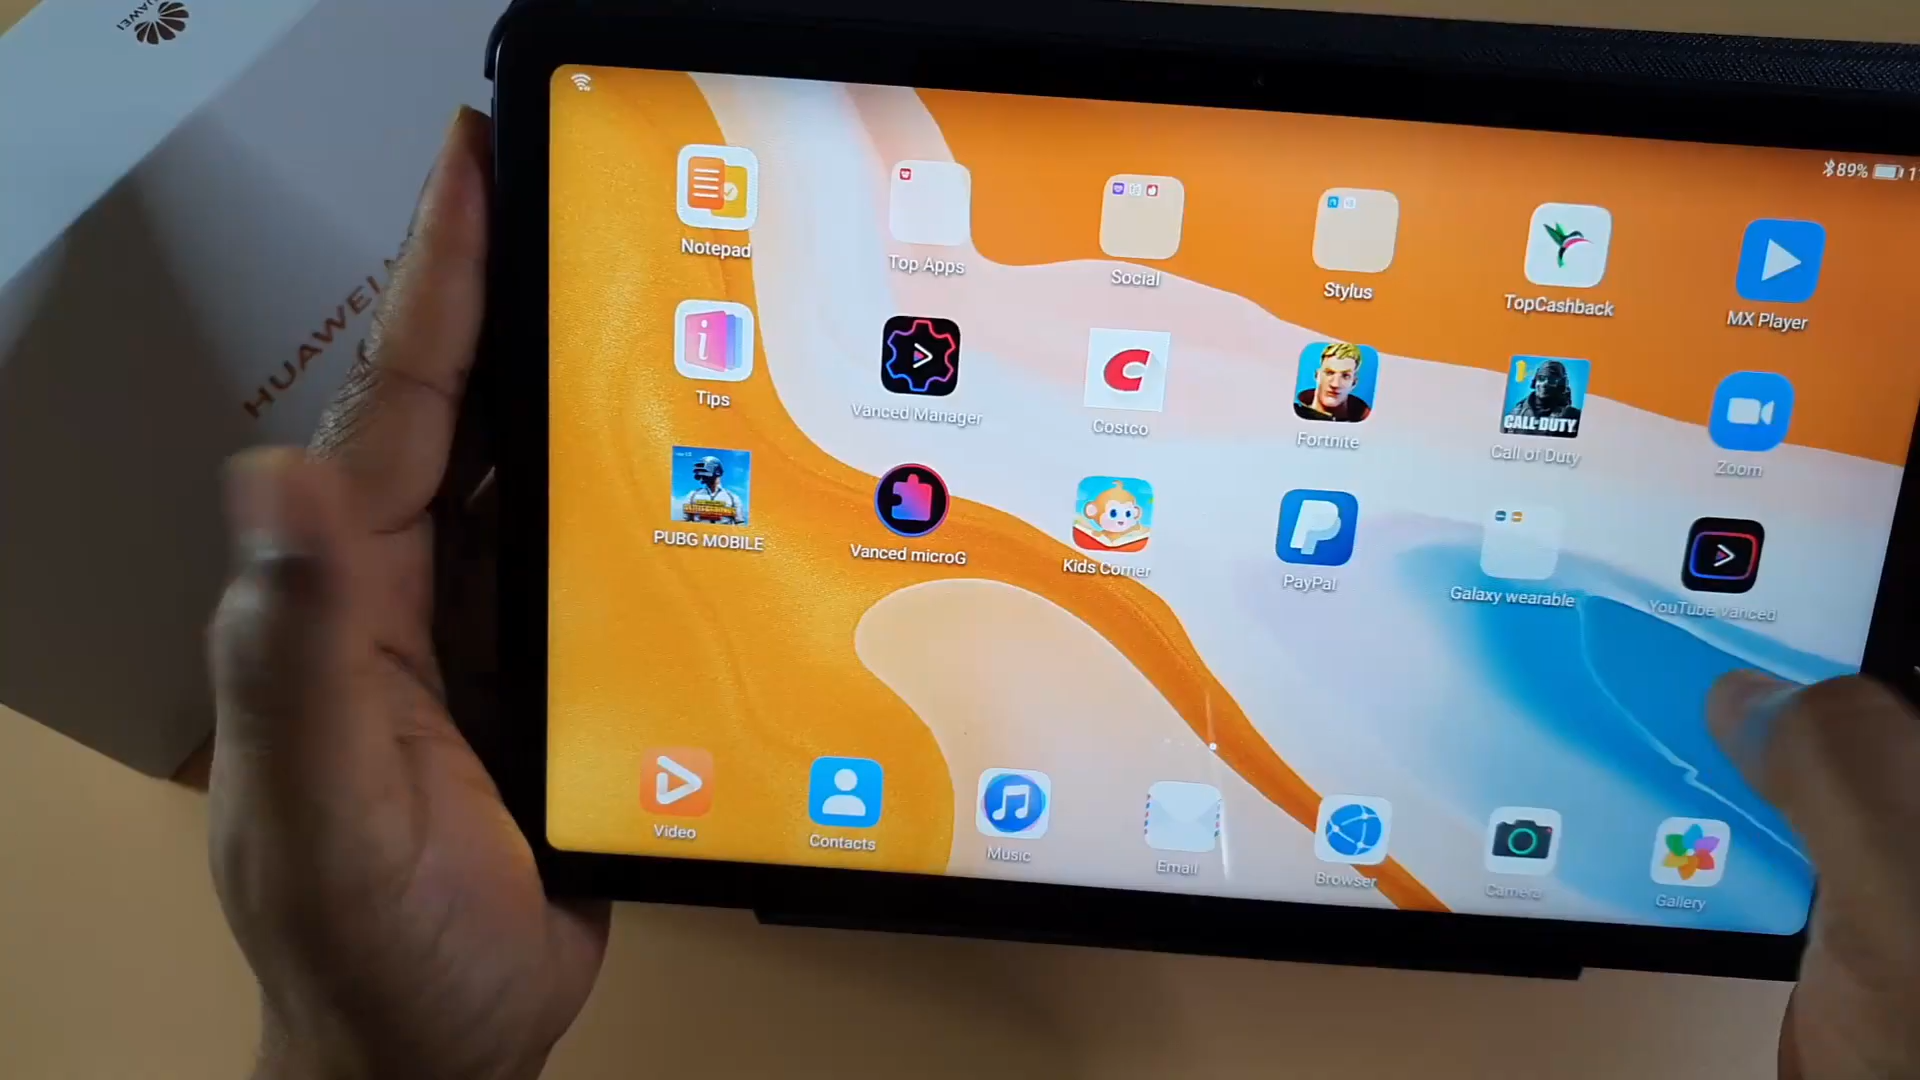 HUAWEI
HUAWEI
89%
Notepad
Top Apps
Social
Stylus
TopCashback
MX Player
Tips
Vanced Manager
Costco
Fortnite
CALL OF DUTY
Call of Duty
Zoom
PUBG MOBILE
Vanced microG
Kids Corner
PayPal
Galaxy wearable
YouTube Vanced
Video
Contacts
Music
Email
Browser
Camera
Gallery